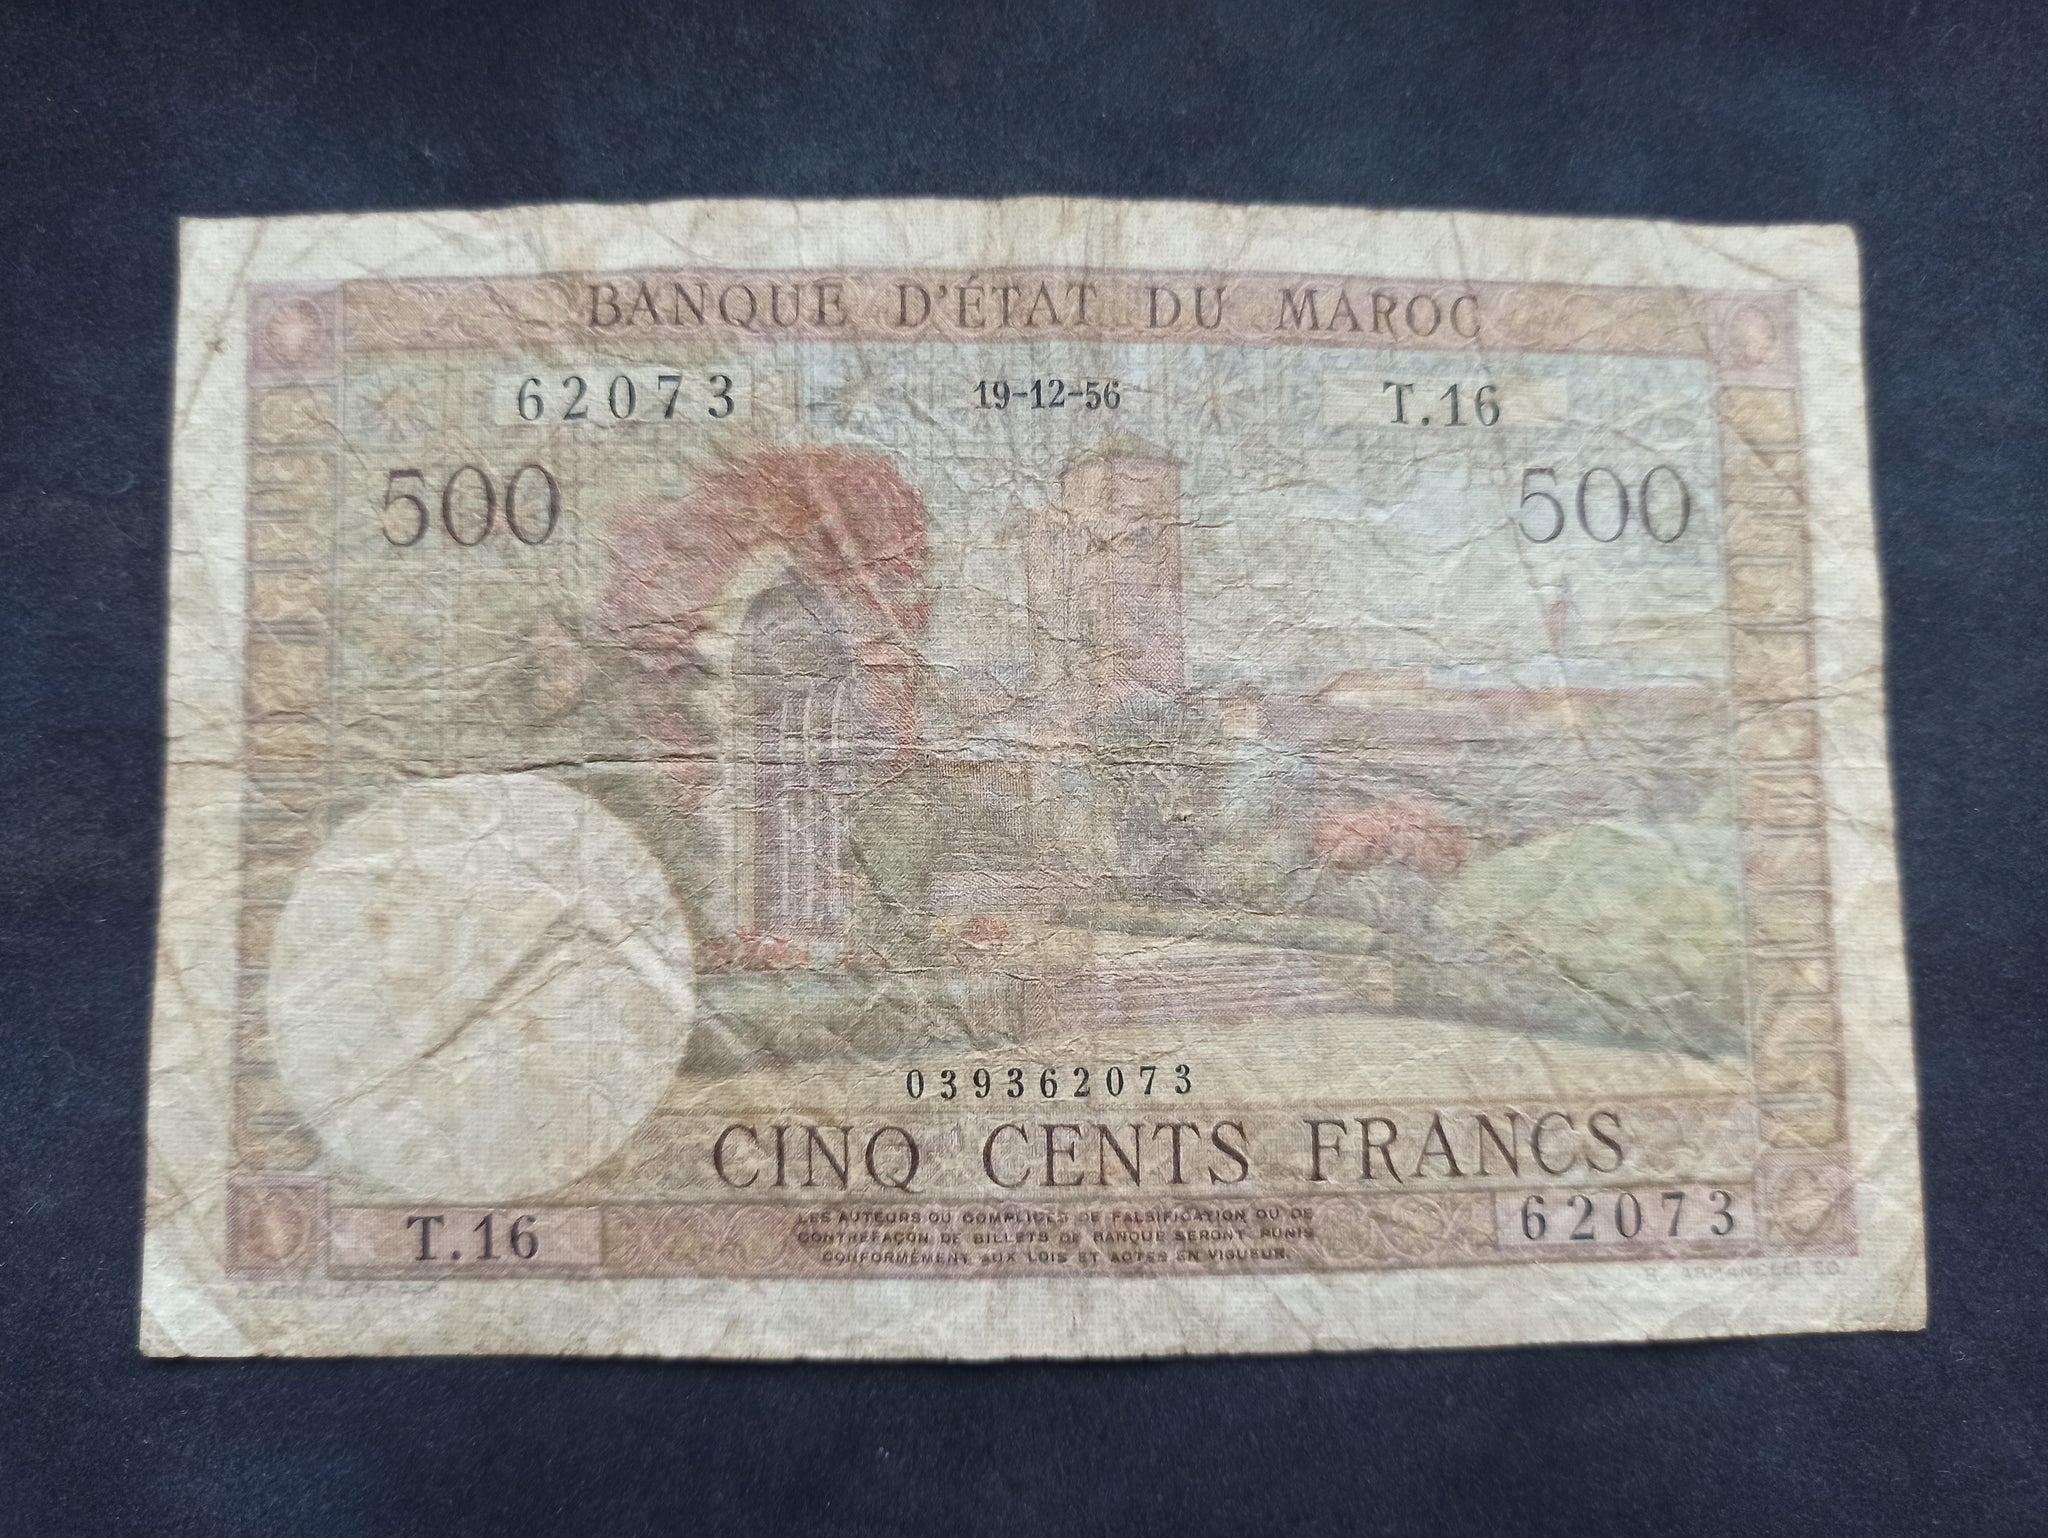 BANQUE D'ÉTAT DU MAROC
62073 19-12-56 T.16
500 500
039362073
CINQ CENTS FRANCS
T.16
LES AUTEURS OU COMPLICES DE FALSIFICATION OU DE
CONTREFAÇON DE BILLETS DE BANQUE SERONT PUNIS
CONFORMÉMENT AUX LOIS ET ACTES EN VIGUEUR.
62073
ARMANELLI SC.